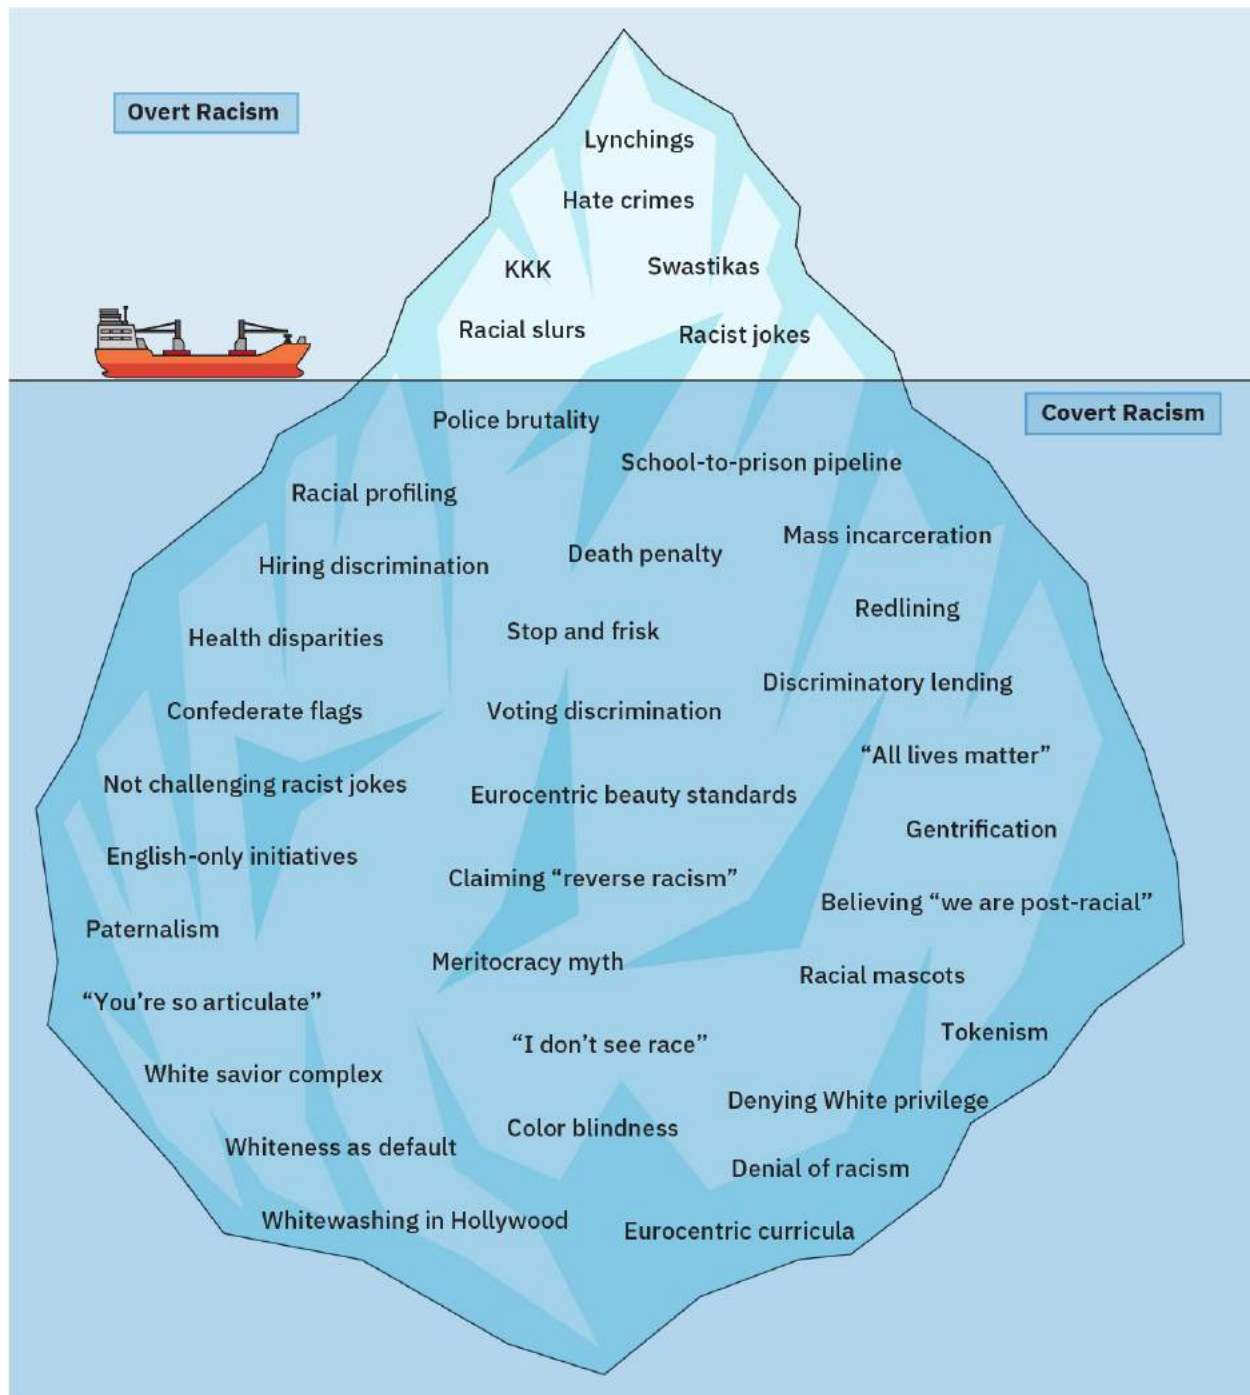 Overt Racism
Lynchings
Hate crimes
KKK
Swastikas
Racial slurs
Racist jokes
Covert Racism
Police brutality
School-to-prison pipeline
Racial profiling
Mass incarceration
Death penalty
Hiring discrimination
Redlining
Stop and frisk
Health disparities
Discriminatory lending
Confederate flags
Voting discrimination
“All lives matter”
Not challenging racist jokes
Eurocentric beauty standards
Gentrification
English-only initiatives
Claiming “reverse racism”
Believing “we are post-racial”
Paternalism
Meritocracy myth
Racial mascots
“You’re so articulate”
Tokenism
“I don’t see race”
White savior complex
Denying White privilege
Color blindness
Whiteness as default
Denial of racism
Whitewashing in Hollywood
Eurocentric curricula